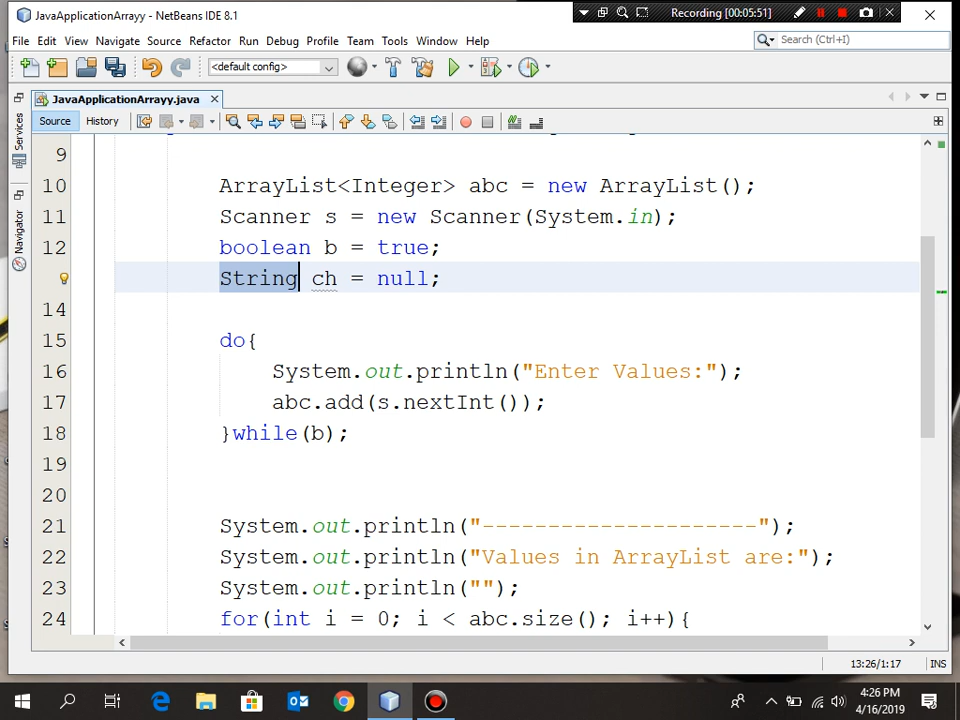 JavaApplicationArrayy - NetBeans IDE 8.1
Recording [00:05:51]
File Edit View Navigate Source Refactor Run Debug Profile Team Tools Window Help
Search (Ctrl+I)
<default config>
JavaApplicationArrayy.java
Source History
Services
Navigator
9
10 ArrayList<Integer> abc = new ArrayList();
11 Scanner s = new Scanner(System.in);
12 boolean b = true;
String ch = null;
14
15 do{
16 System.out.println("Enter Values:");
17 abc.add(s.nextInt());
18 }while(b);
19
20
21 System.out.println("---------------------");
22 System.out.println("Values in ArrayList are:");
23 System.out.println("");
24 for(int i = 0; i < abc.size(); i++){
13:26/1:17 INS
4:26 PM
4/16/2019